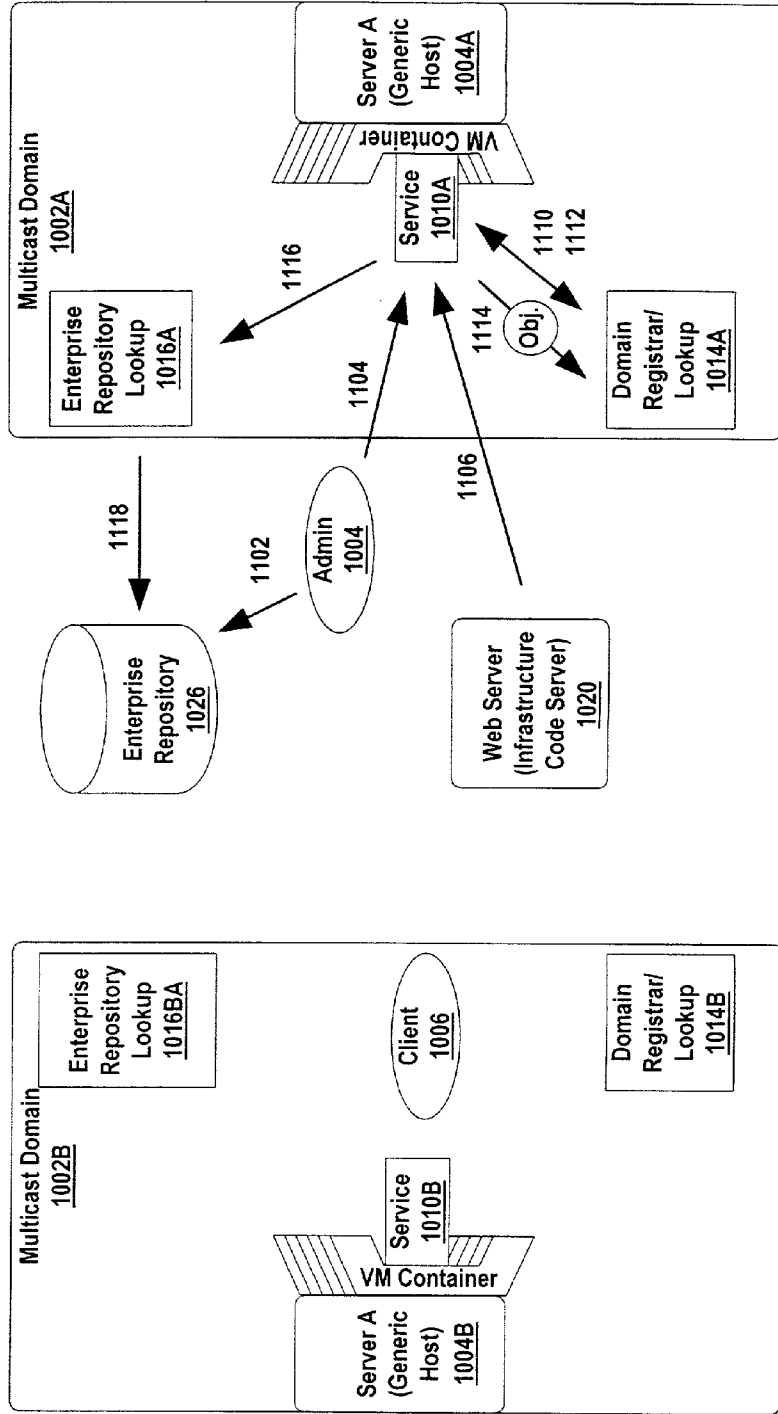 Multicast Domain
1002B
Enterprise
Repository
Lookup
1016BA
Server A
(Generic
Host)
1004B
VM Container
Service
1010B
Client
1006
Domain
Registrar/
Lookup
1014B
Enterprise
Repository
1026
1118
1102
Admin
1004
1104
1106
Web Server
(Infrastructure
Code Server)
1020
Multicast Domain
1002A
Enterprise
Repository
Lookup
1016A
1116
Service
1010A
VM Container
Server A
(Generic
Host)
1004A
1110
1112
1114
Obj.
Domain
Registrar/
Lookup
1014A